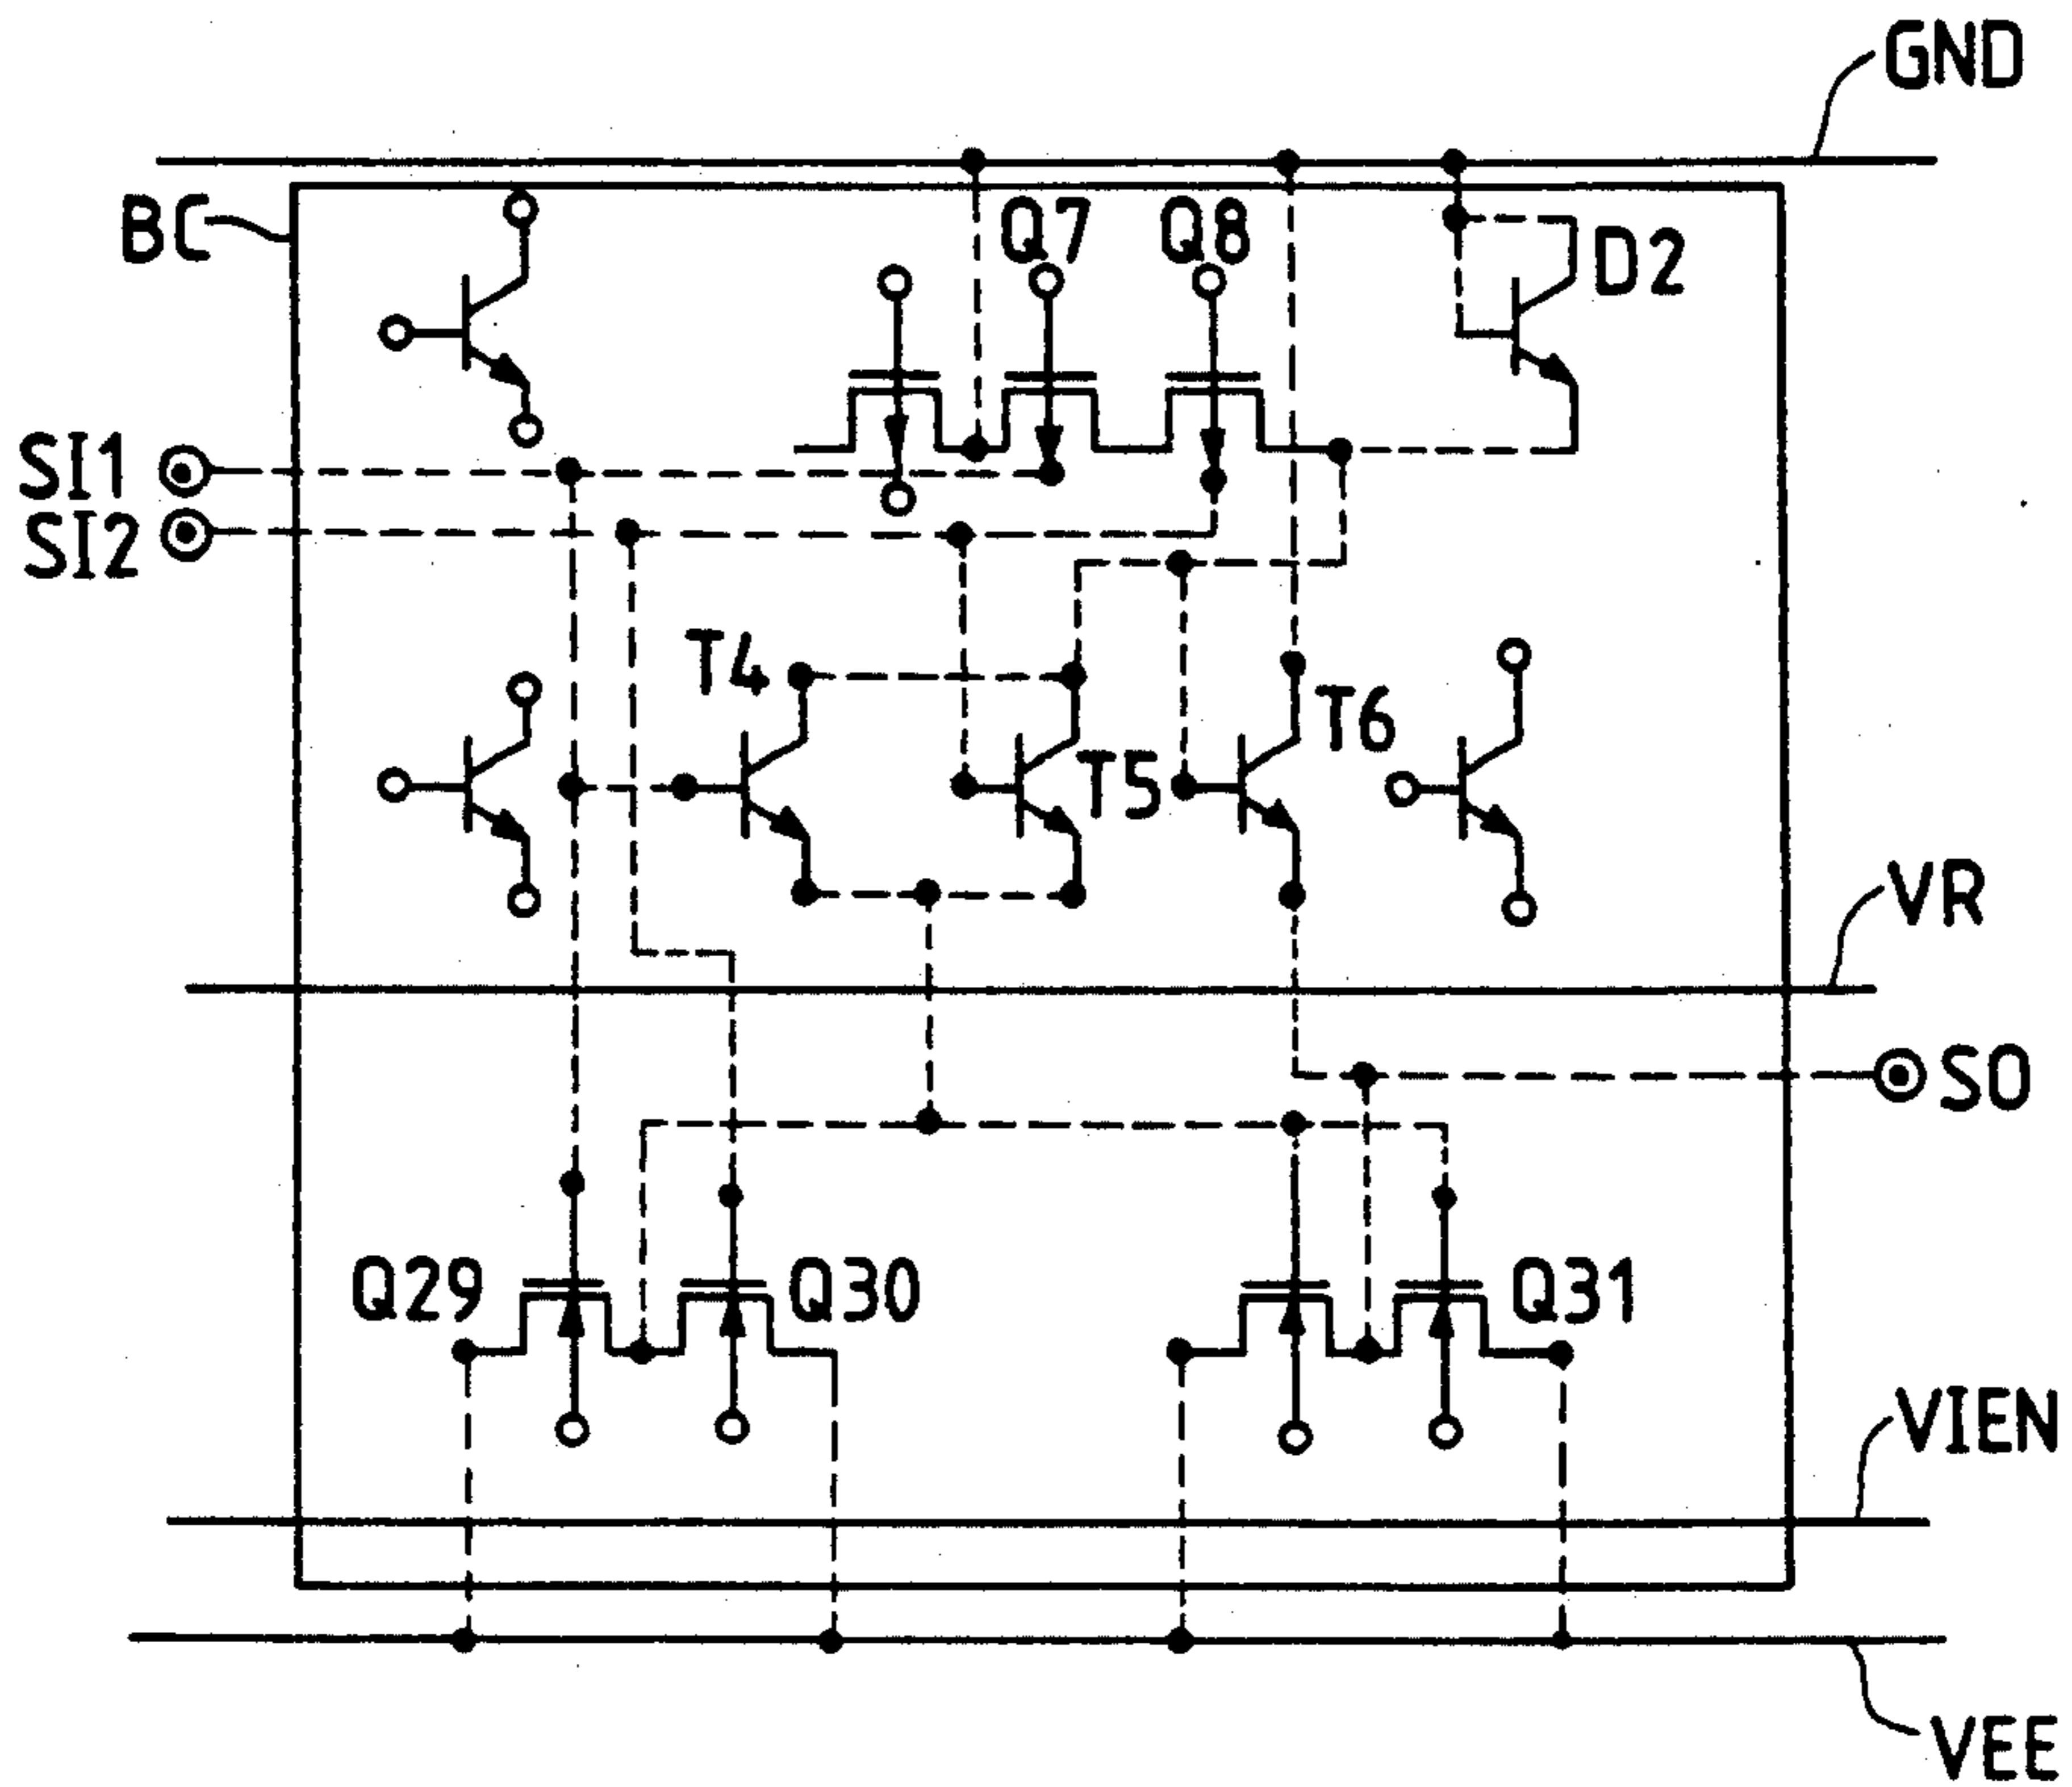 GND
BC
Q7
Q8
D2
SI1
SI2
T4
T6
T5
VR
SO
Q29
Q30
Q31
VIEN
VEE